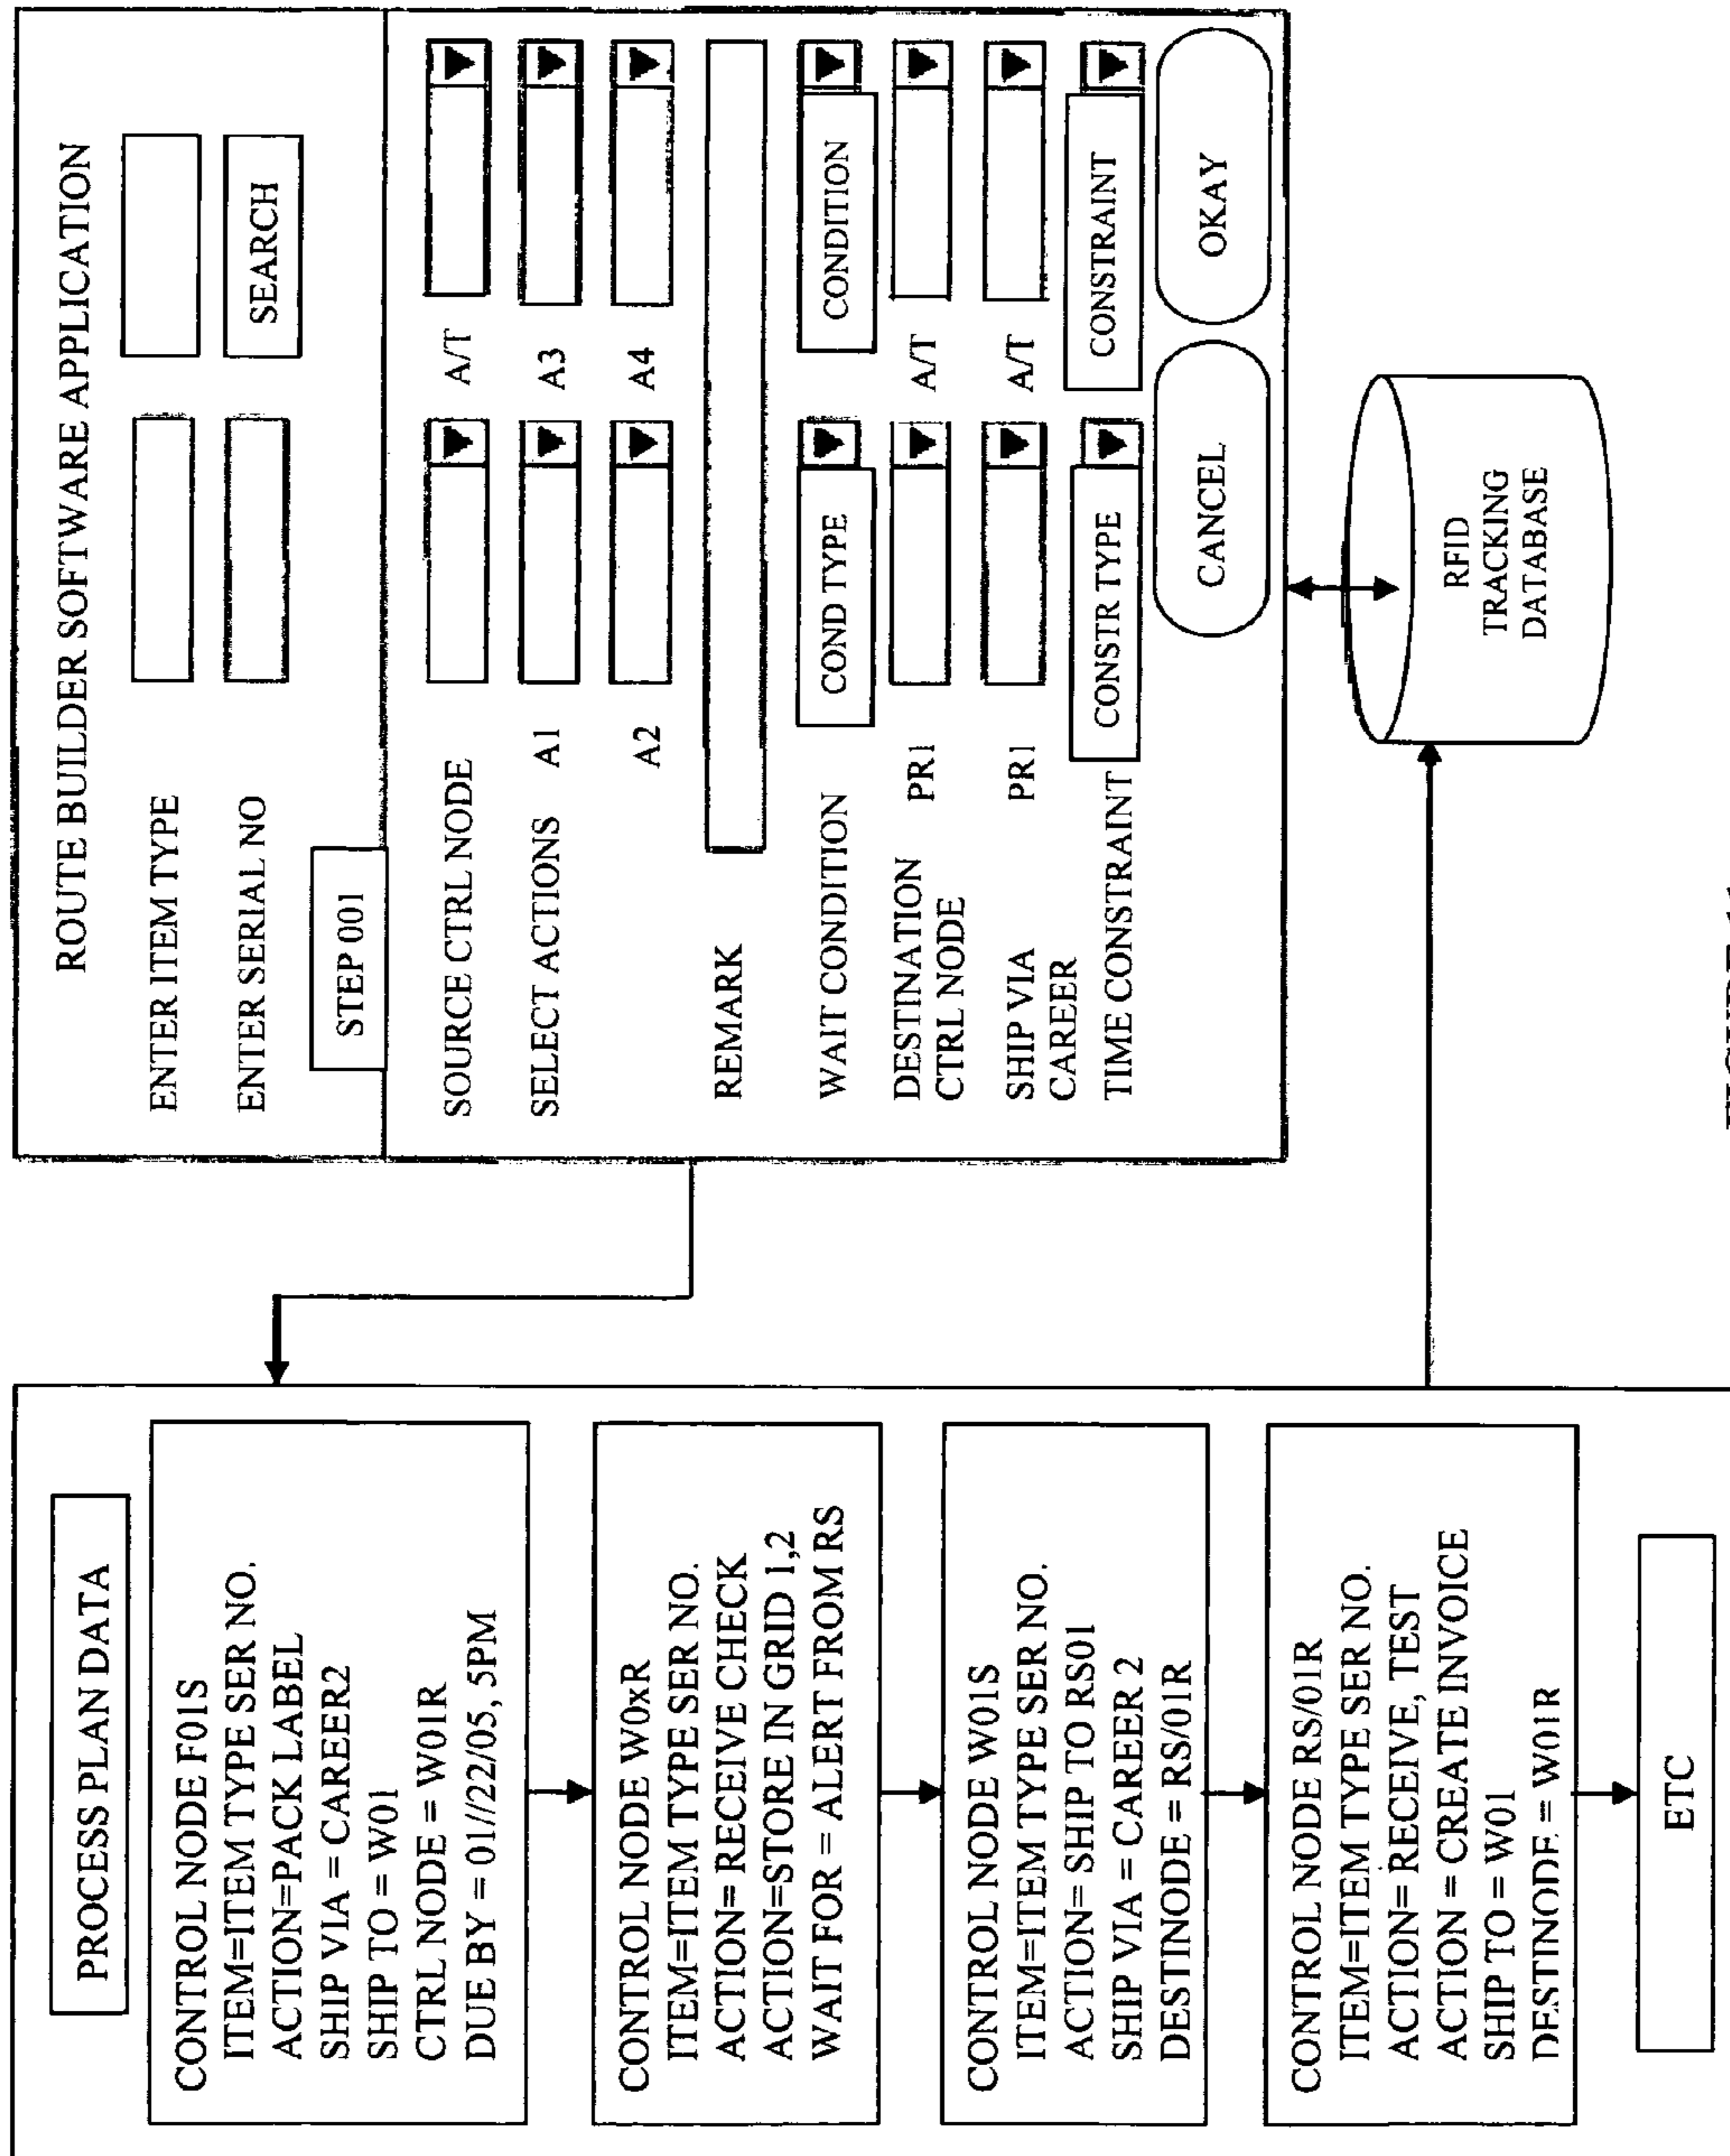 PROCESS PLAN DATA
CONTROL NODE F01S
ITEM=ITEM TYPE SER NO.
ACTION=PACK LABEL
SHIP VIA = CAREER2
SHIP TO = W01
CTRL NODE = W01R
DUE BY = 01//22/05, 5PM
CONTROL NODE W0xR
ITEM=ITEM TYPE SER NO.
ACTION= RECEIVE CHECK
ACTION=STORE IN GRID 1,2
WAIT FOR = ALERT FROM RS
CONTROL NODE W01S
ITEM=ITEM TYPE SER NO.
ACTION= SHIP TO RS01
SHIP VIA = CAREER 2
DESTINODE = RS/01R
CONTROL NODE RS/01R
ITEM=ITEM TYPE SER NO.
ACTION= RECEIVE, TEST
ACTION = CREATE INVOICE
SHIP TO = W01
DESTINODE = W01R
ETC
ROUTE BUILDER SOFTWARE APPLICATION
ENTER ITEM TYPE
ENTER SERIAL NO SEARCH
STEP 001
SOURCE CTRL NODE A/T
SELECT ACTIONS A1 A3
A2 A4
REMARK
WAIT CONDITION COND TYPE CONDITION
DESTINATION
CTRL NODE PR1 A/T
SHIP VIA
CAREER PR1 A/T
TIME CONSTRAINT CONSTR TYPE CONSTRAINT
CANCEL OKAY
RFID
TRACKING
DATABASE